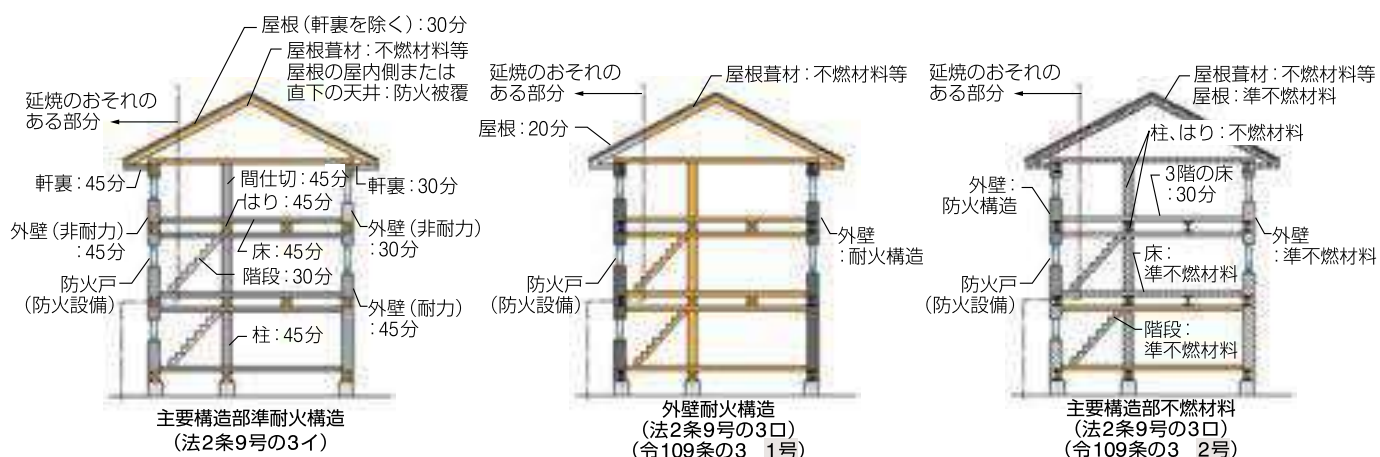 屋根（軒裏を除く）：30分
屋根葺材：不燃材料等
屋根の屋内側または
直下の天井：防火被覆
延焼のおそれの
ある部分
軒裏：45分
間仕切：45分
軒裏：30分
はり：45分
外壁（非耐力）
：45分
外壁（非耐力）
：30分
床：45分
階段：30分
防火戸
（防火設備）
外壁（耐力）
：45分
柱：45分
主要構造部準耐火構造
（法2条9号の3イ）
延焼のおそれの
ある部分
屋根葺材：不燃材料等
屋根：20分
外壁
：耐火構造
防火戸
（防火設備）
外壁耐火構造
（法2条9号の3ロ）
（令109条の3　1号）
延焼のおそれの
ある部分
屋根葺材：不燃材料等
屋根：準不燃材料
柱、はり：不燃材料
3階の床
：30分
外壁：
防火構造
外壁
：準不燃材料
床：
準不燃材料
防火戸
（防火設備）
階段：
準不燃材料
主要構造部不燃材料
（法2条9号の3ロ）
（令109条の3　2号）